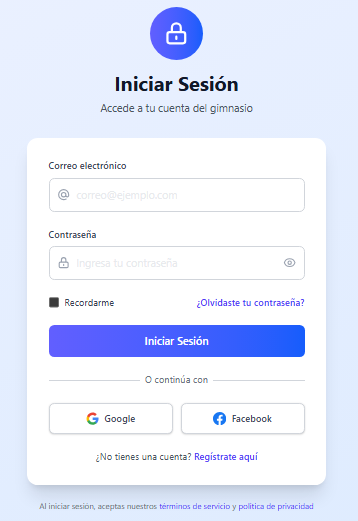 Iniciar Sesión
Accede a tu cuenta del gimnasio
Correo electrónico
correo@ejemplo.com
Contraseña
Ingresa tu contraseña
Recordarme
¿Olvidaste tu contraseña?
Iniciar Sesión
O continúa con
Google
Facebook
¿No tienes una cuenta? Regístrate aquí
Al iniciar sesión, aceptas nuestros términos de servicio y política de privacidad